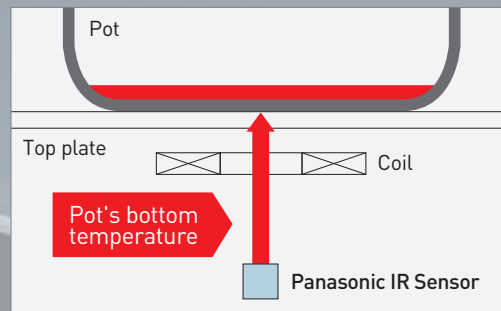 Pot
Top plate
Coil
Pot's bottom
temperature
Panasonic IR Sensor